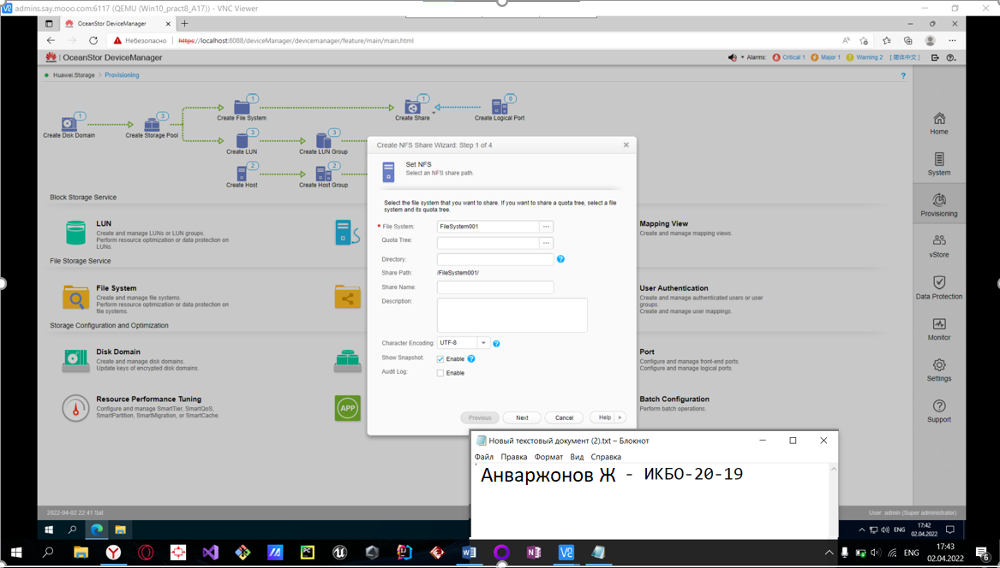 admins.say.mooo.com:6117 (QEMU (Win10_pract8_A17)) - VNC Viewer
OceanStor DeviceManager
Небезопасно
https://localhost:8088/deviceManager/devicemanager/feature/main/main.html
OceanStor DeviceManager
Alarms: Critical 1 Major 1 Warning 2 [简体中文]
Huawei.Storage > Provisioning
Create Disk Domain 1
Create Storage Pool 3
Create File System 1
Create Share 1
Create Logical Port 0
Create LUN 3
Create LUN Group 3
Create Host 2
Create Host Group 2
Block Storage Service
LUN
Create and manage LUNs or LUN groups.
Perform resource optimization or data protection on
LUNs.
Mapping View
Create and manage mapping views.
File Storage Service
File System
Create and manage file systems.
Perform resource optimization or data protection on
file systems.
User Authentication
Create and manage authenticated users or user
groups.
Create and manage user mappings.
Storage Configuration and Optimization
Disk Domain
Create and manage disk domains.
Update keys of encrypted disk domains.
Port
Configure and manage front-end ports.
Configure and manage logical ports.
Resource Performance Tuning
Configure and manage SmartTier, SmartQoS,
SmartPartition, SmartMigration, or SmartCache.
APP
Batch Configuration
Perform batch operations.
Home
System
Provisioning
vStore
Data Protection
Monitor
Settings
Support
Create NFS Share Wizard: Step 1 of 4
Set NFS
Select an NFS share path.
Select the file system that you want to share. If you want to share a quota tree, select a file
system and its quota tree.
* File System: FileSystem001 ...
Quota Tree: ...
Directory:
Share Path: /FileSystem001/
Share Name:
Description:
Character Encoding: UTF-8
Show Snapshot: Enable
Audit Log: Enable
Previous Next Cancel Help
Новый текстовый документ (2).txt – Блокнот
Файл Правка Формат Вид Справка
Анваржонов Ж - ИКБО-20-19
2022-04-02 22:41 Sat
User: admin (Super administrator)
ENG
17:42
02.04.2022
ENG
17:43
02.04.2022
6